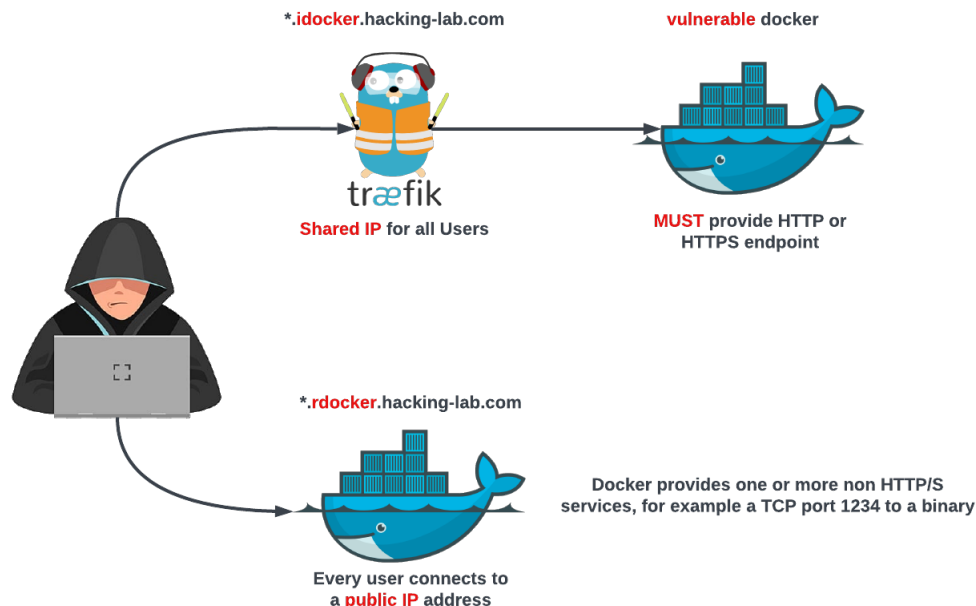 *.idocker.hacking-lab.com
vulnerable docker
træfik
Shared IP for all Users
MUST provide HTTP or
HTTPS endpoint
*.rdocker.hacking-lab.com
Docker provides one or more non HTTP/S
services, for example a TCP port 1234 to a binary
Every user connects to
a public IP address